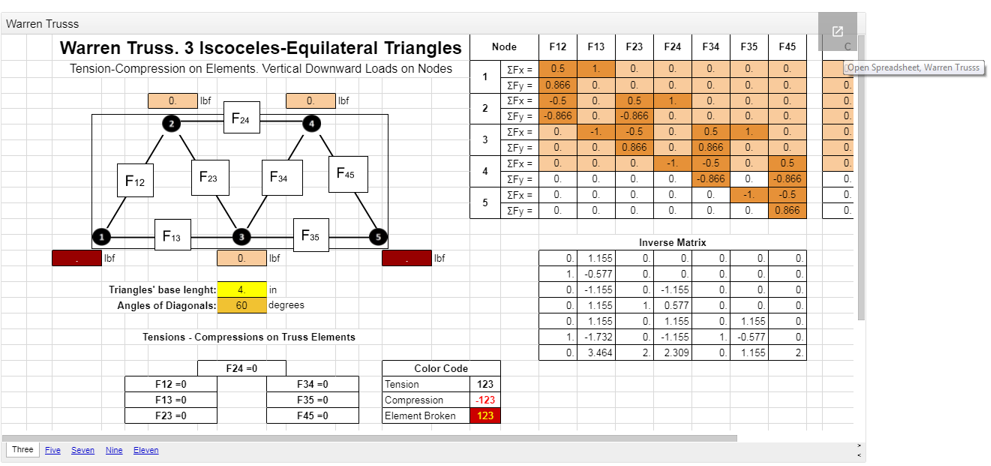 Warren Trusss
Open Spreadsheet, Warren Trusss
Warren Truss. 3 Iscoceles-Equilateral Triangles
Tension-Compression on Elements. Vertical Downward Loads on Nodes
0. lbf 0. lbf
F24
2 4
F12 F23 F34 F45
F13 F35
1 3 5
. lbf 0. lbf . lbf
Triangles' base lenght: 4. in
Angles of Diagonals: 60 degrees
Tensions - Compressions on Truss Elements
F24 =0
F12 =0 F34 =0
F13 =0 F35 =0
F23 =0 F45 =0
Color Code
Tension 123
Compression -123
Element Broken 123
Node F12 F13 F23 F24 F34 F35 F45 C
1 ΣFx = 0.5 1. 0. 0. 0. 0. 0. 0.
ΣFy = 0.866 0. 0. 0. 0. 0. 0. 0.
2 ΣFx = -0.5 0. 0.5 1. 0. 0. 0. 0.
ΣFy = -0.866 0. -0.866 0. 0. 0. 0. 0.
3 ΣFx = 0. -1. -0.5 0. 0.5 1. 0. 0.
ΣFy = 0. 0. 0.866 0. 0.866 0. 0. 0.
4 ΣFx = 0. 0. 0. -1. -0.5 0. 0.5 0.
ΣFy = 0. 0. 0. 0. -0.866 0. -0.866 0.
5 ΣFx = 0. 0. 0. 0. 0. -1. -0.5 0.
ΣFy = 0. 0. 0. 0. 0. 0. 0.866 0.
Inverse Matrix
0. 1.155 0. 0. 0. 0. 0.
1. -0.577 0. 0. 0. 0. 0.
0. -1.155 0. -1.155 0. 0. 0.
0. 1.155 1. 0.577 0. 0. 0.
0. 1.155 0. 1.155 0. 1.155 0.
1. -1.732 0. -1.155 1. -0.577 0.
0. 3.464 2. 2.309 0. 1.155 2.
Three Five Seven Nine Eleven